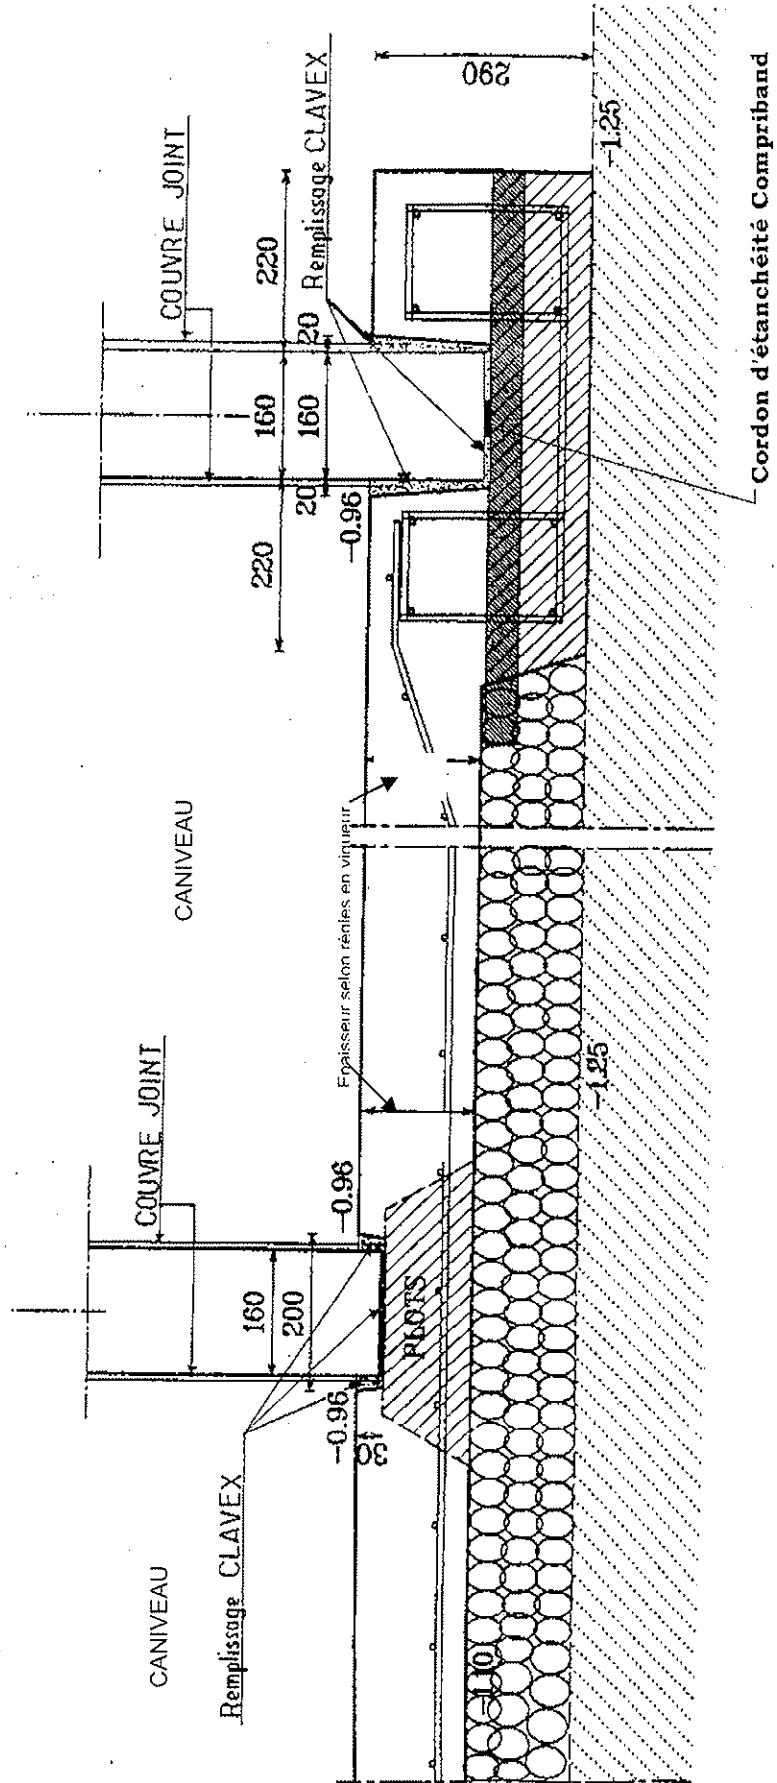 290
-1.25
COUVRE JOINT
Remplissage CLAVEX
220
20
160
160
20
220
-0.96
Cordon d'étanchéité Compriband
CANIVEAU
Epaisseur selon règles en vigueur
COUVRE JOINT
-0.96
-1.25
160
200
PLOTS
-0.96
30
Remplissage CLAVEX
CANIVEAU
-1.10